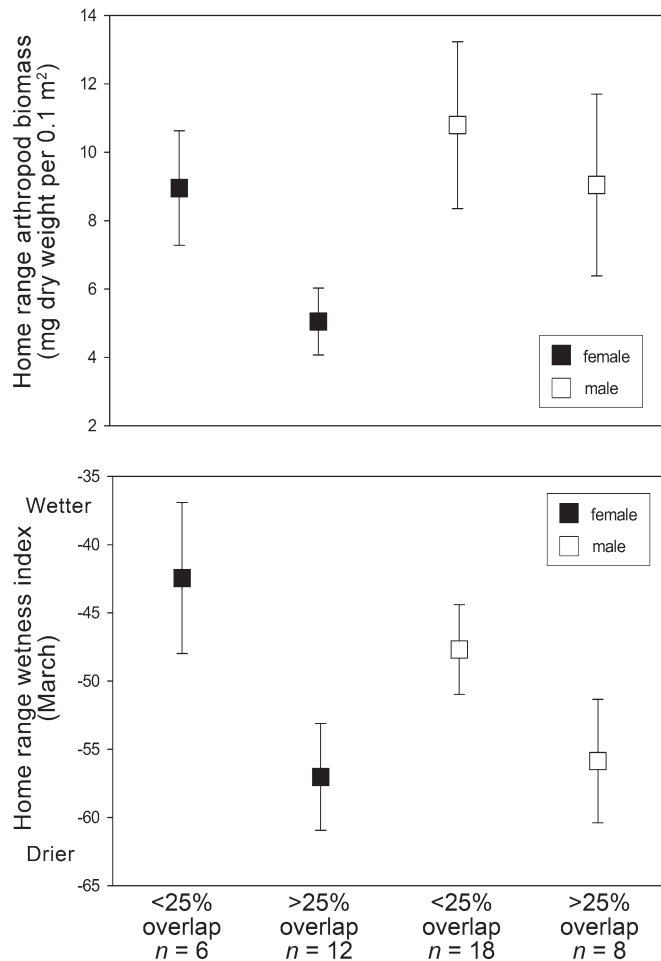 Home range arthropod biomass
(mg dry weight per 0.1 m²)
14
12
10
8
6
4
2
female
male
Home range wetness index
(March)
-35
Wetter
-40
-45
-50
-55
-60
Drier
-65
female
male
<25% >25% <25% >25%
overlap overlap overlap overlap
n = 6 n = 12 n = 18 n = 8